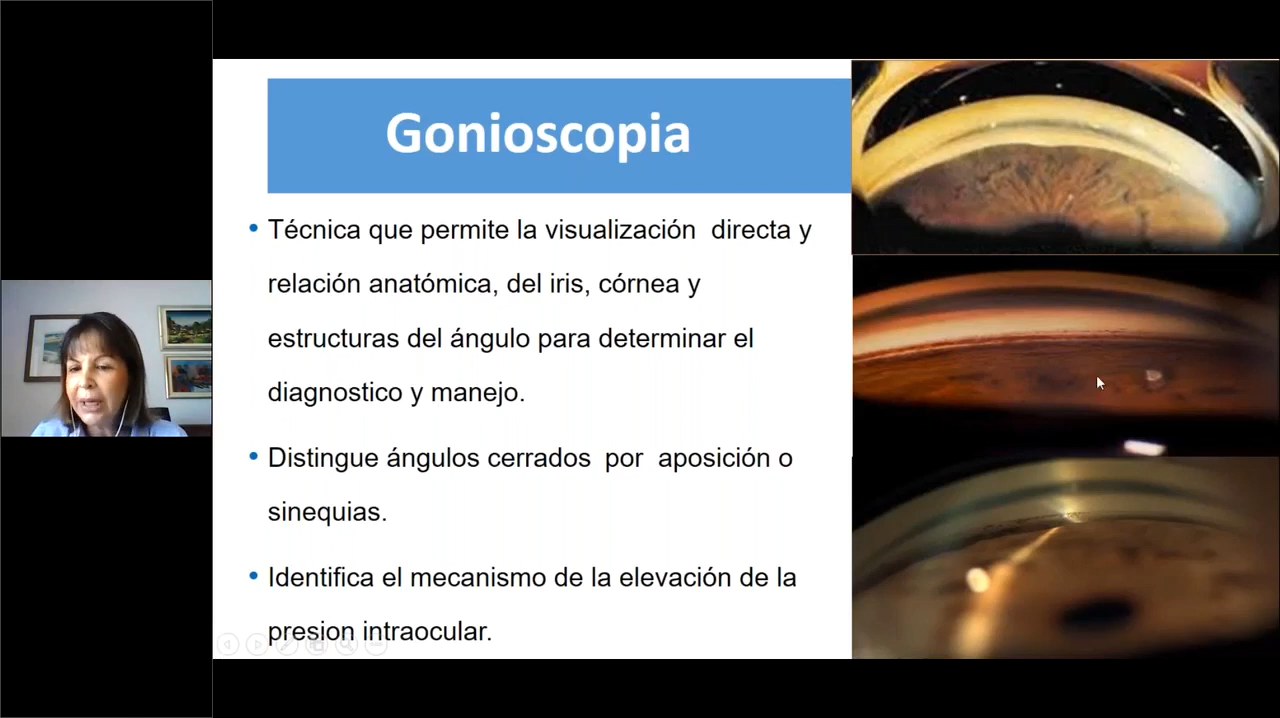 Gonioscopia
• Técnica que permite la visualización  directa y
relación anatómica, del iris, córnea y
estructuras del ángulo para determinar el
diagnostico y manejo.
• Distingue ángulos cerrados  por  aposición o
sinequias.
• Identifica el mecanismo de la elevación de la
presion intraocular.